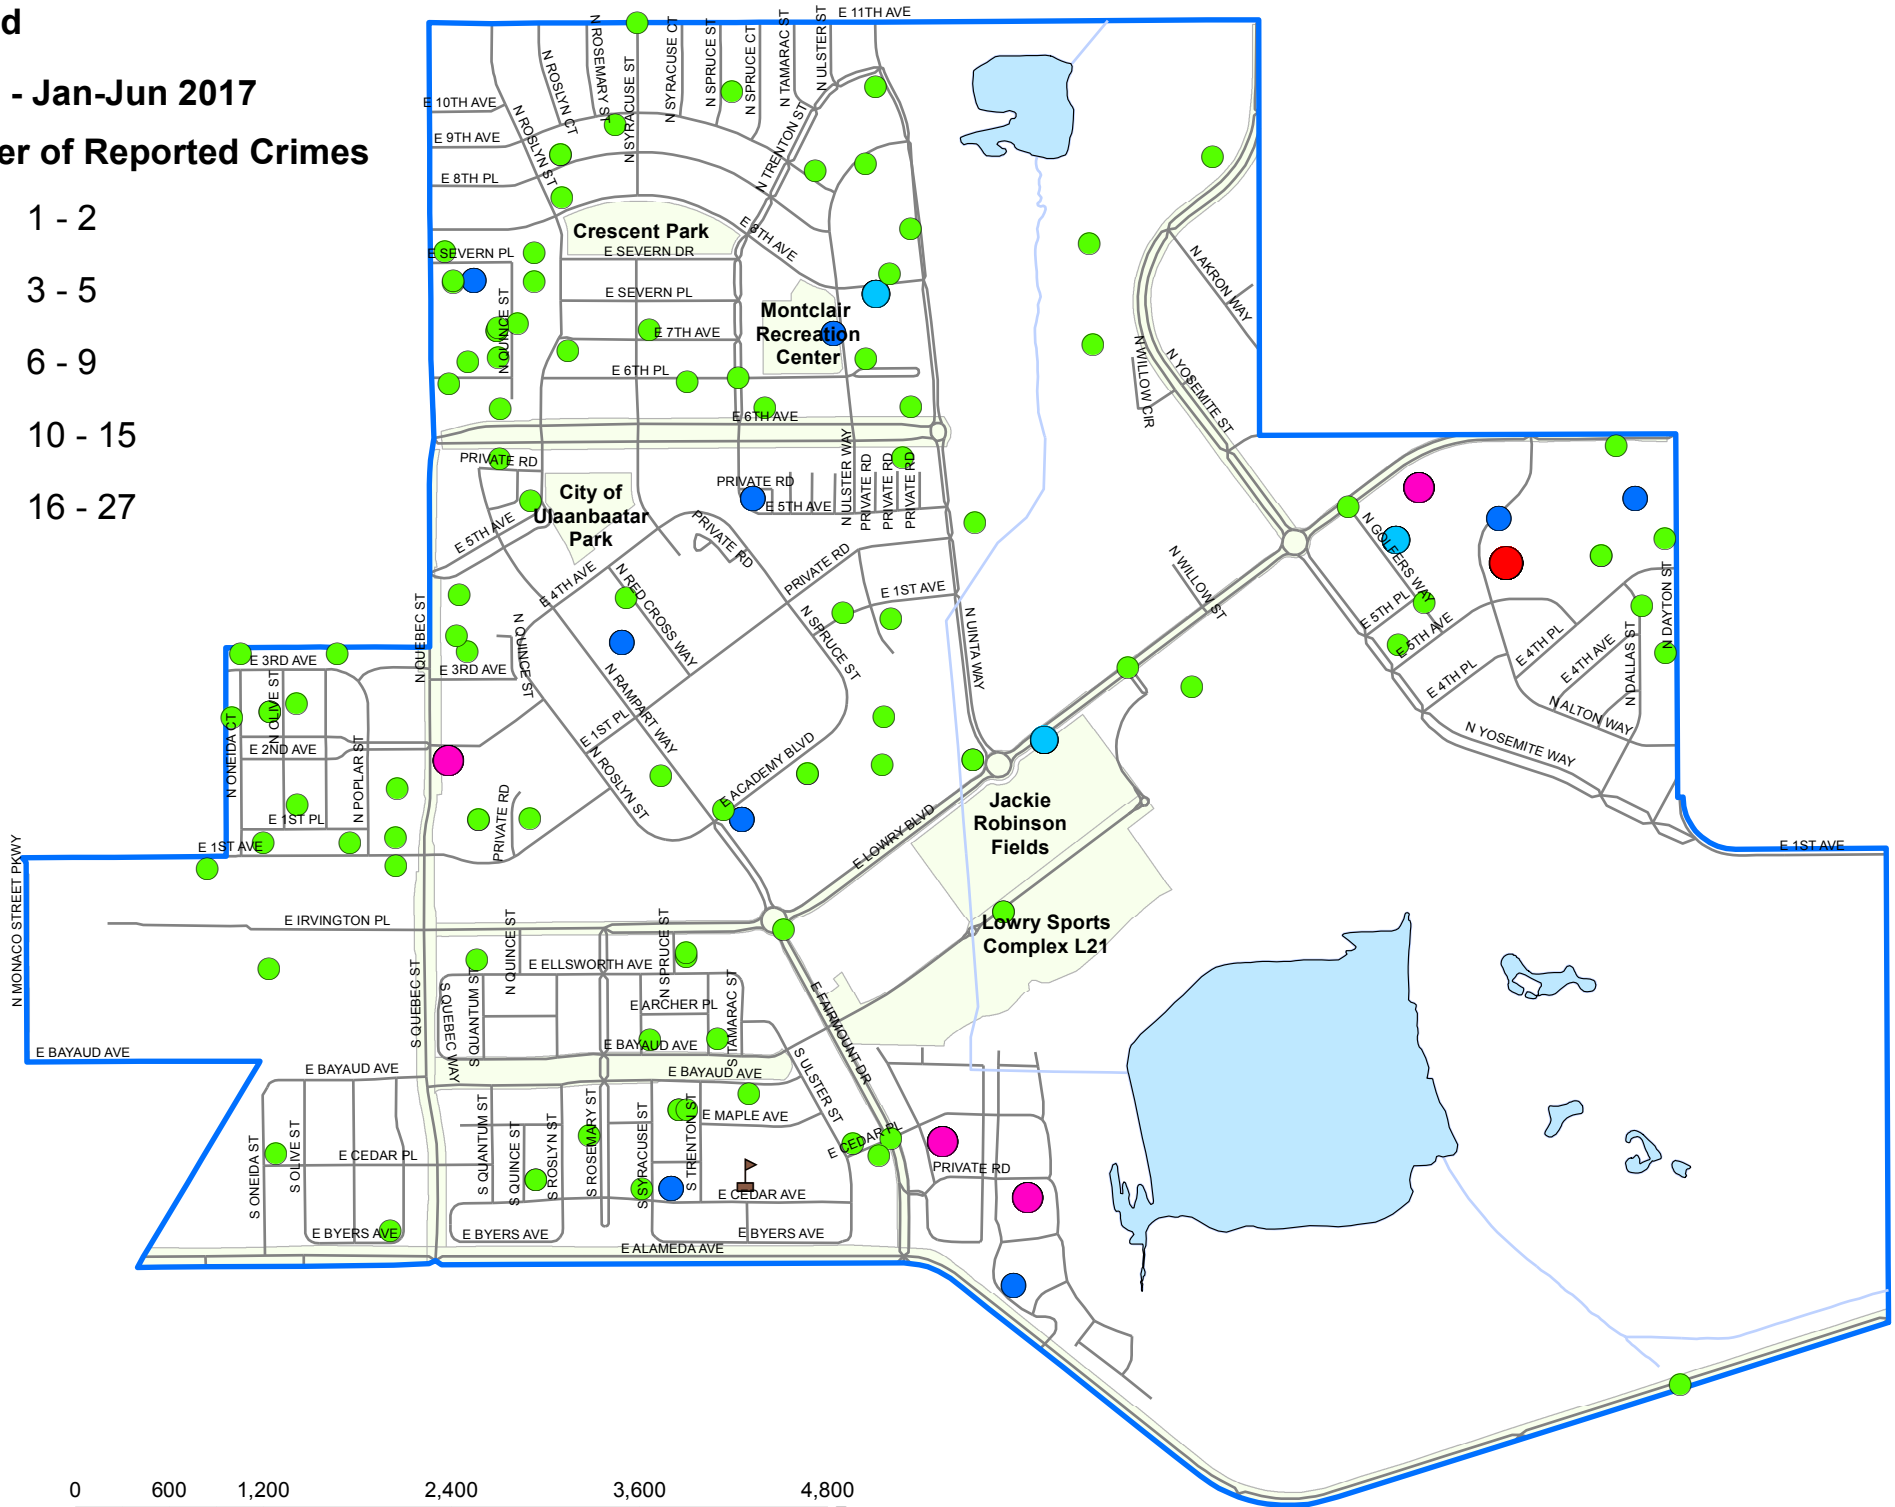 d
- Jan-Jun 2017
er of Reported Crimes
1 - 2
3 - 5
6 - 9
10 - 15
16 - 27
E 11TH AVE
N ROSLYN CT
N ROSEMARY ST
N SYRACUSE ST
N SYRACUSE CT
N SPRUCE ST
N SPRUCE CT
N TAMARAC ST
N ULSTER ST
E 10TH AVE
N ROSLYN ST
E 9TH AVE
E 8TH PL
N TRENTON ST
Crescent Park
E 8TH AVE
E SEVERN PL
E SEVERN DR
N AKRON WAY
E SEVERN PL
N QUINCE ST
Montclair
Recreation
Center
E 7TH AVE
E 6TH PL
N WILLOW CIR
N YOSEMITE ST
E 6TH AVE
PRIVATE RD
N ULSTER WAY
PRIVATE RD
PRIVATE RD
PRIVATE RD
PRIVATE RD
City of
Ulaanbaatar
Park
E 5TH AVE
E 5TH AVE
PRIVATE RD
PRIVATE RD
N GOLFERS WAY
N WILLOW ST
E 4TH AVE
N RED CROSS WAY
E 1ST AVE
N QUEBEC ST
N QUINCE ST
N SPRUCE ST
N UINTA WAY
E 5TH PL
E 5TH AVE
E 4TH PL
E 4TH AVE
N DALLAS ST
N DAYTON ST
E 3RD AVE
E 3RD AVE
N RAMPART WAY
E 4TH PL
N ALTON WAY
N OLIVE ST
N ONEIDA CT
E 2ND AVE
N POPLAR ST
E 1ST PL
N ROSLYN ST
E ACADEMY BLVD
N YOSEMITE WAY
E 1ST PL
PRIVATE RD
E LOWRY BLVD
Jackie
Robinson
Fields
E 1ST AVE
E 1ST AVE
N MONACO STREET PKWY
E IRVINGTON PL
N QUINCE ST
N SPRUCE ST
Lowry Sports
Complex L21
E ELLSWORTH AVE
S QUEBEC ST
S QUEBEC WAY
S QUANTUM ST
E ARCHER PL
S TAMARAC ST
E FAIRMOUNT DR
E BAYAUD AVE
E BAYAUD AVE
E BAYAUD AVE
E BAYAUD AVE
S ULSTER ST
S ONEIDA ST
S OLIVE ST
E CEDAR PL
S QUANTUM ST
S QUINCE ST
S ROSLYN ST
S ROSEMARY ST
S SYRACUSE ST
S TRENTON ST
E MAPLE AVE
E CEDAR PL
PRIVATE RD
E CEDAR AVE
E BYERS AVE
E BYERS AVE
E BYERS AVE
E ALAMEDA AVE
0 600 1,200 2,400 3,600 4,800